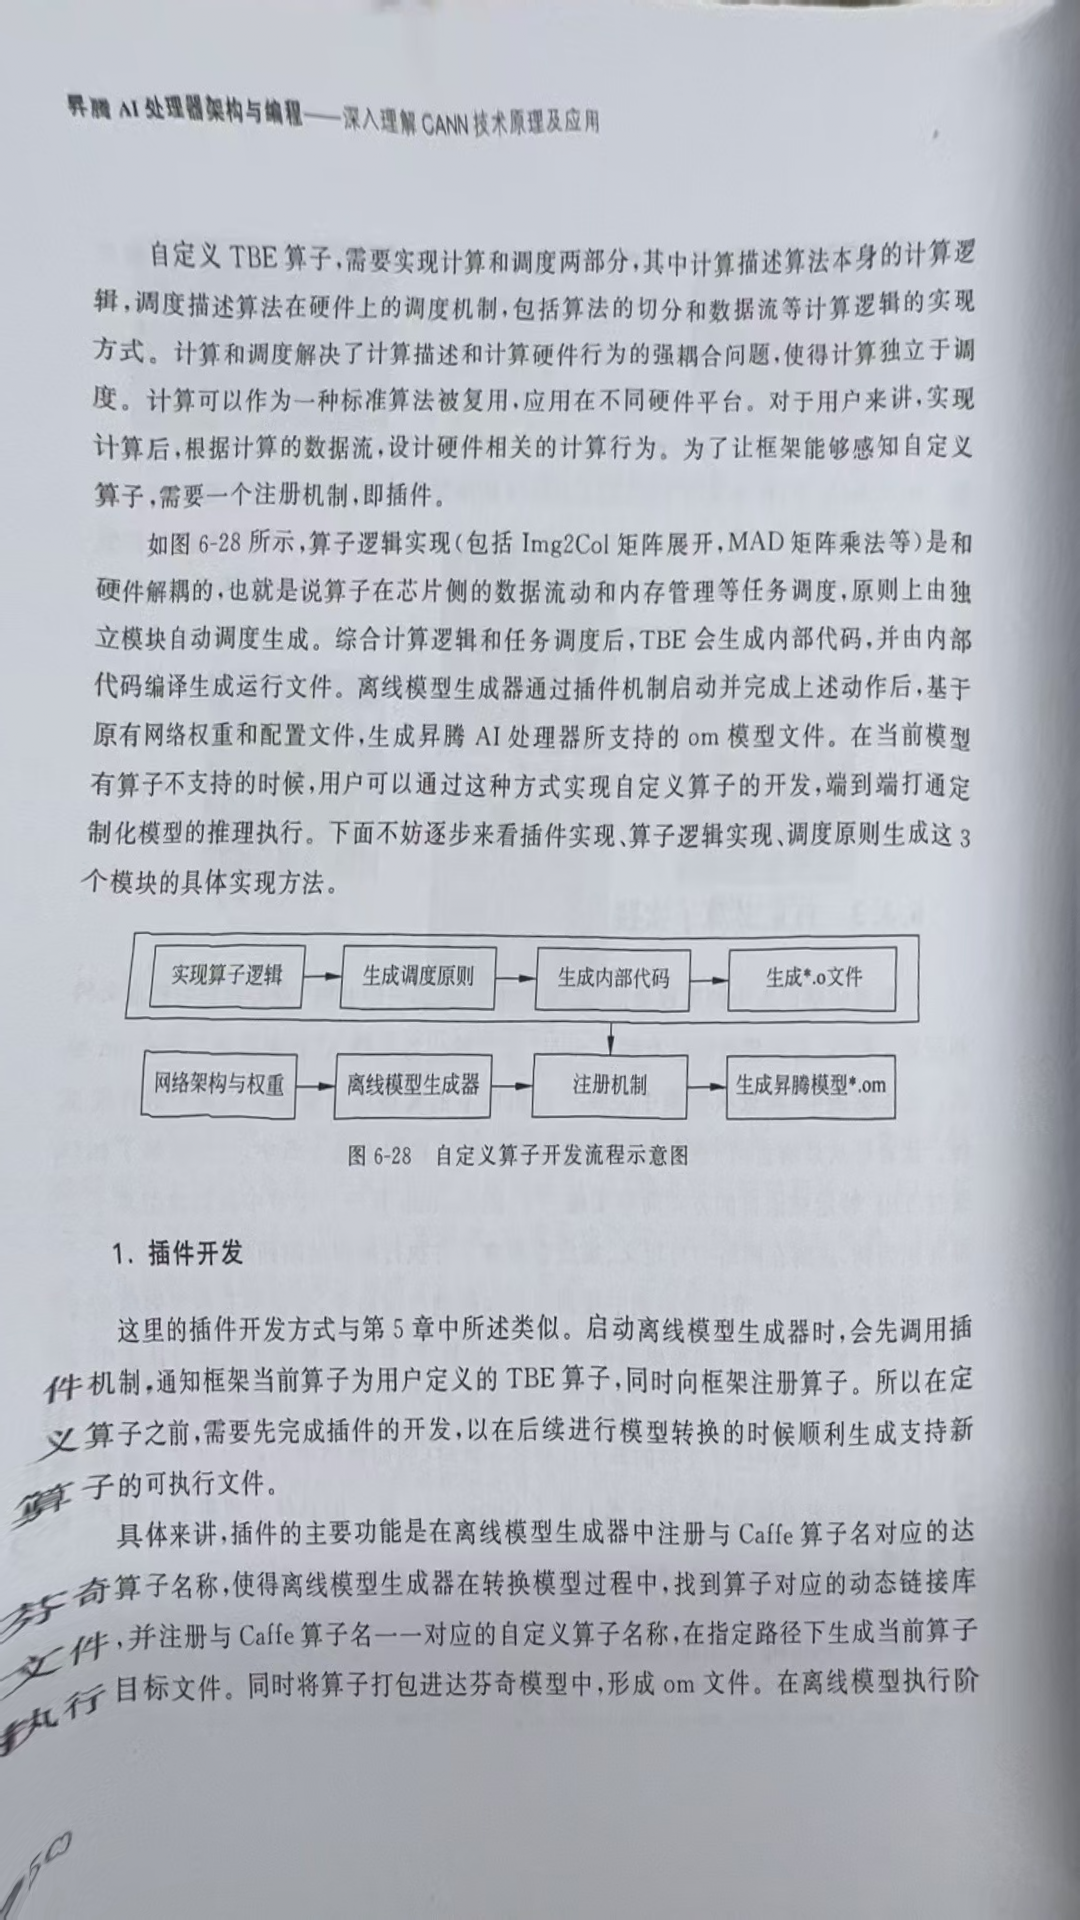 昇腾 AI 处理器架构与编程——深入理解 CANN 技术原理及应用
自定义 TBE 算子,需要实现计算和调度两部分,其中计算描述算法本身的计算逻
辑,调度描述算法在硬件上的调度机制,包括算法的切分和数据流等计算逻辑的实现
方式。计算和调度解决了计算描述和计算硬件行为的强耦合问题,使得计算独立于调
度。计算可以作为一种标准算法被复用,应用在不同硬件平台。对于用户来讲,实现
计算后,根据计算的数据流,设计硬件相关的计算行为。为了让框架能够感知自定义
算子,需要一个注册机制,即插件。
如图 6-28 所示,算子逻辑实现(包括 Img2Col 矩阵展开,MAD 矩阵乘法等)是和
硬件解耦的,也就是说算子在芯片侧的数据流动和内存管理等任务调度,原则上由独
立模块自动调度生成。综合计算逻辑和任务调度后,TBE 会生成内部代码,并由内部
代码编译生成运行文件。离线模型生成器通过插件机制启动并完成上述动作后,基于
原有网络权重和配置文件,生成昇腾 AI 处理器所支持的 om 模型文件。在当前模型
有算子不支持的时候,用户可以通过这种方式实现自定义算子的开发,端到端打通定
制化模型的推理执行。下面不妨逐步来看插件实现、算子逻辑实现、调度原则生成这 3
个模块的具体实现方法。
实现算子逻辑 生成调度原则 生成内部代码 生成*.o文件
网络架构与权重 离线模型生成器 注册机制 生成昇腾模型*.om
图 6-28 自定义算子开发流程示意图
1. 插件开发
这里的插件开发方式与第 5 章中所述类似。启动离线模型生成器时,会先调用插
件机制,通知框架当前算子为用户定义的 TBE 算子,同时向框架注册算子。所以在定
义算子之前,需要先完成插件的开发,以在后续进行模型转换的时候顺利生成支持新
算子的可执行文件。
具体来讲,插件的主要功能是在离线模型生成器中注册与 Caffe 算子名对应的达
芬奇算子名称,使得离线模型生成器在转换模型过程中,找到算子对应的动态链接库
文件,并注册与 Caffe 算子名一一对应的自定义算子名称,在指定路径下生成当前算子
执行目标文件。同时将算子打包进达芬奇模型中,形成 om 文件。在离线模型执行阶